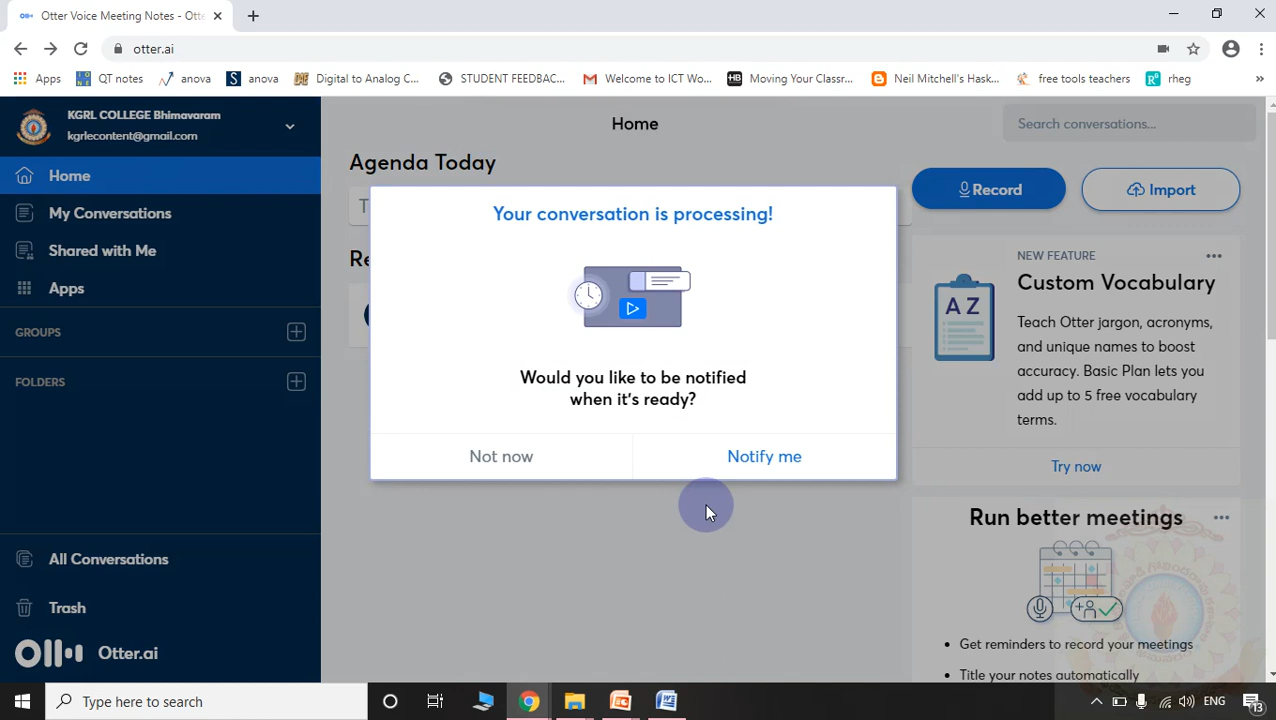 Otter Voice Meeting Notes - Otte
otter.ai
Apps
QT notes
anova
S
anova
Digital to Analog C...
STUDENT FEEDBAC...
Welcome to ICT Wo...
HB
Moving Your Classr...
Neil Mitchell's Hask...
free tools teachers
rheg
»
KGRL COLLEGE Bhimavaram
kgrlecontent@gmail.com
Home
My Conversations
Shared with Me
Apps
GROUPS
FOLDERS
All Conversations
Trash
Otter.ai
Home
Search conversations...
Agenda Today
T
Re
Record
Import
Your conversation is processing!
Would you like to be notified
when it's ready?
Not now
Notify me
NEW FEATURE
Custom Vocabulary
A Z
Teach Otter jargon, acronyms,
and unique names to boost
accuracy. Basic Plan lets you
add up to 5 free vocabulary
terms.
Try now
Run better meetings
• Get reminders to record your meetings
• Title your notes automatically
Type here to search
ENG
13